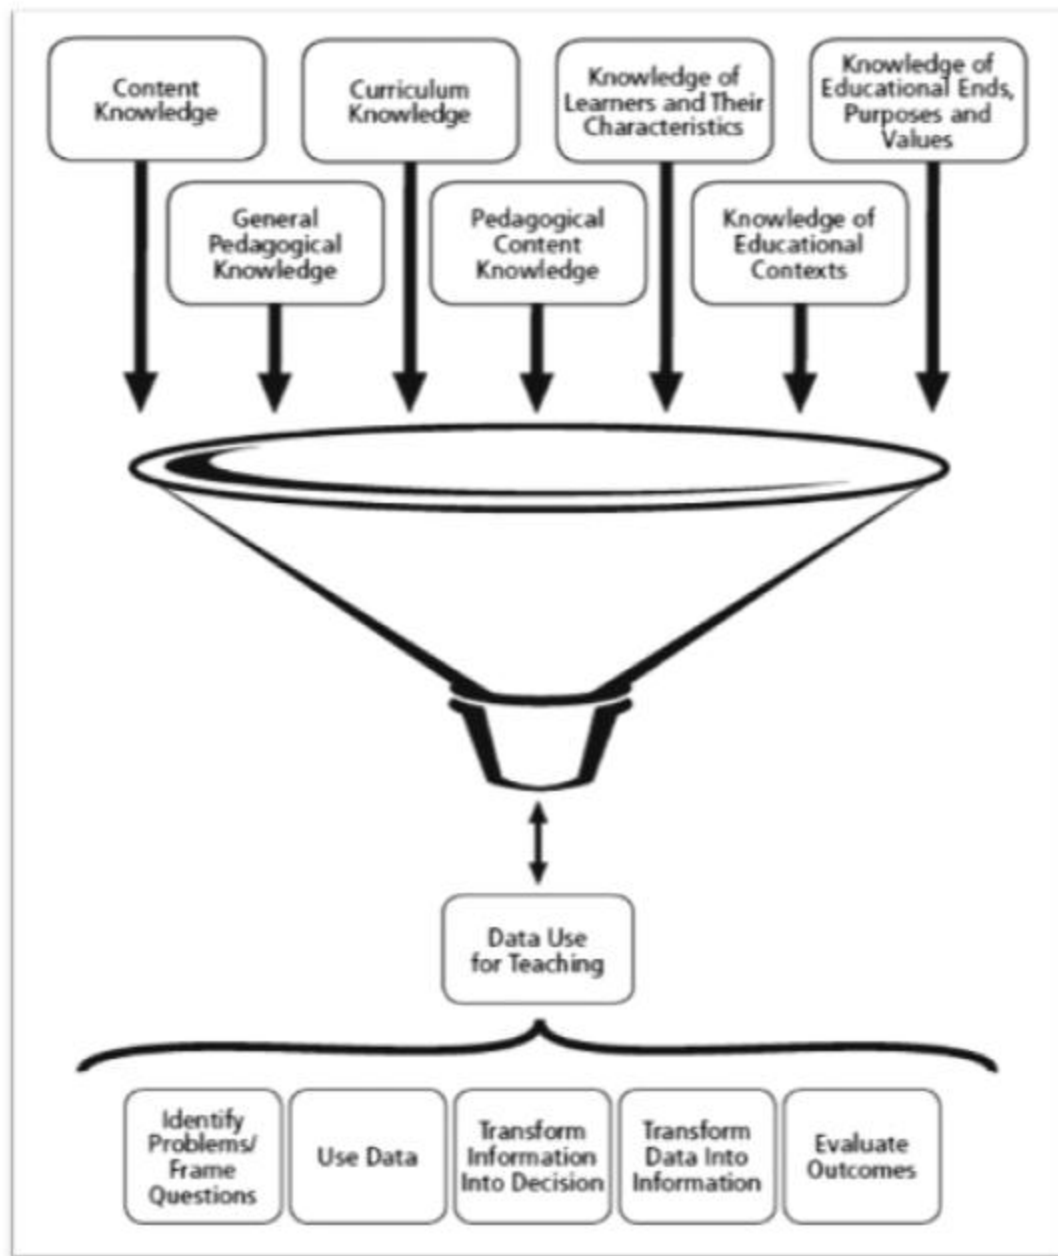 Content
Knowledge
Curriculum
Knowledge
Knowledge of
Learners and Their
Characteristics
Knowledge of
Educational Ends,
Purposes and
Values
General
Pedagogical
Knowledge
Pedagogical
Content
Knowledge
Knowledge of
Educational
Contexts
Data Use
for Teaching
Identify
Problems/
Frame
Questions
Use Data
Transform
Information
Into Decision
Transform
Data Into
Information
Evaluate
Outcomes